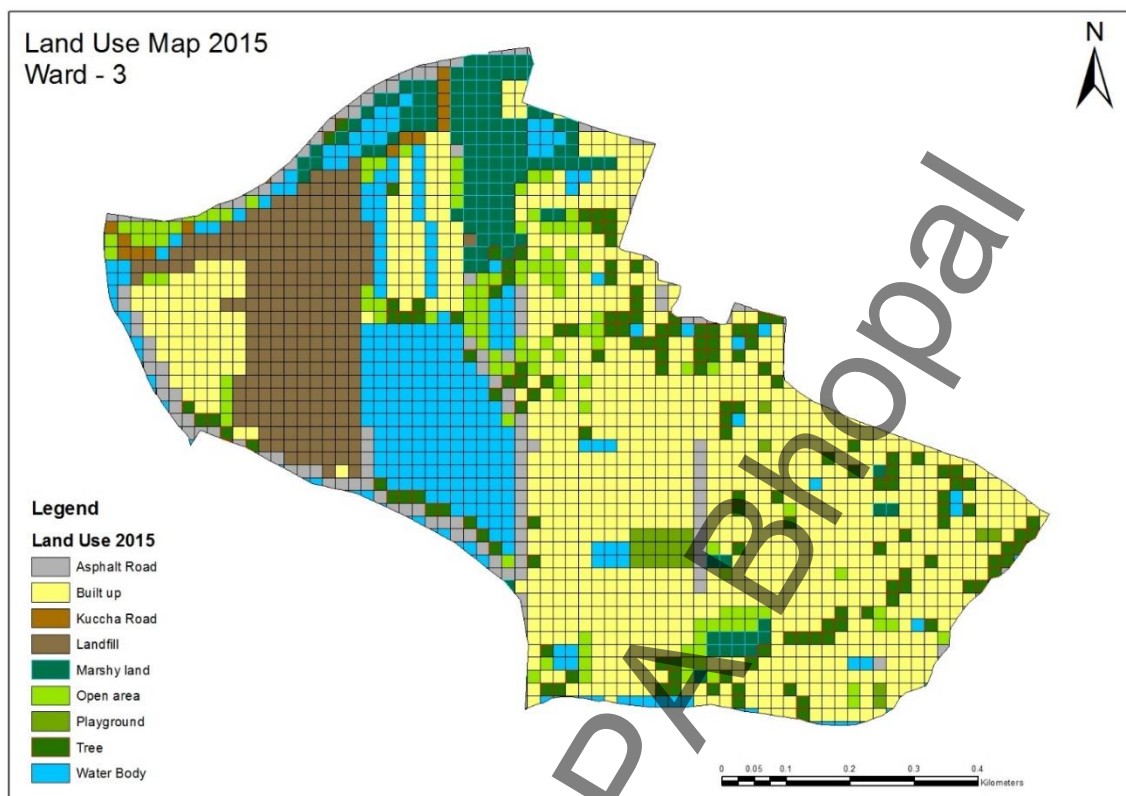 Land Use Map 2015
Ward - 3
N
Legend
Land Use 2015
Asphalt Road
Built up
Kuccha Road
Landfill
Marshy land
Open area
Playground
Tree
Water Body
0 0.05 0.1 0.2 0.3 0.4
Kilometers
PA Bhopal